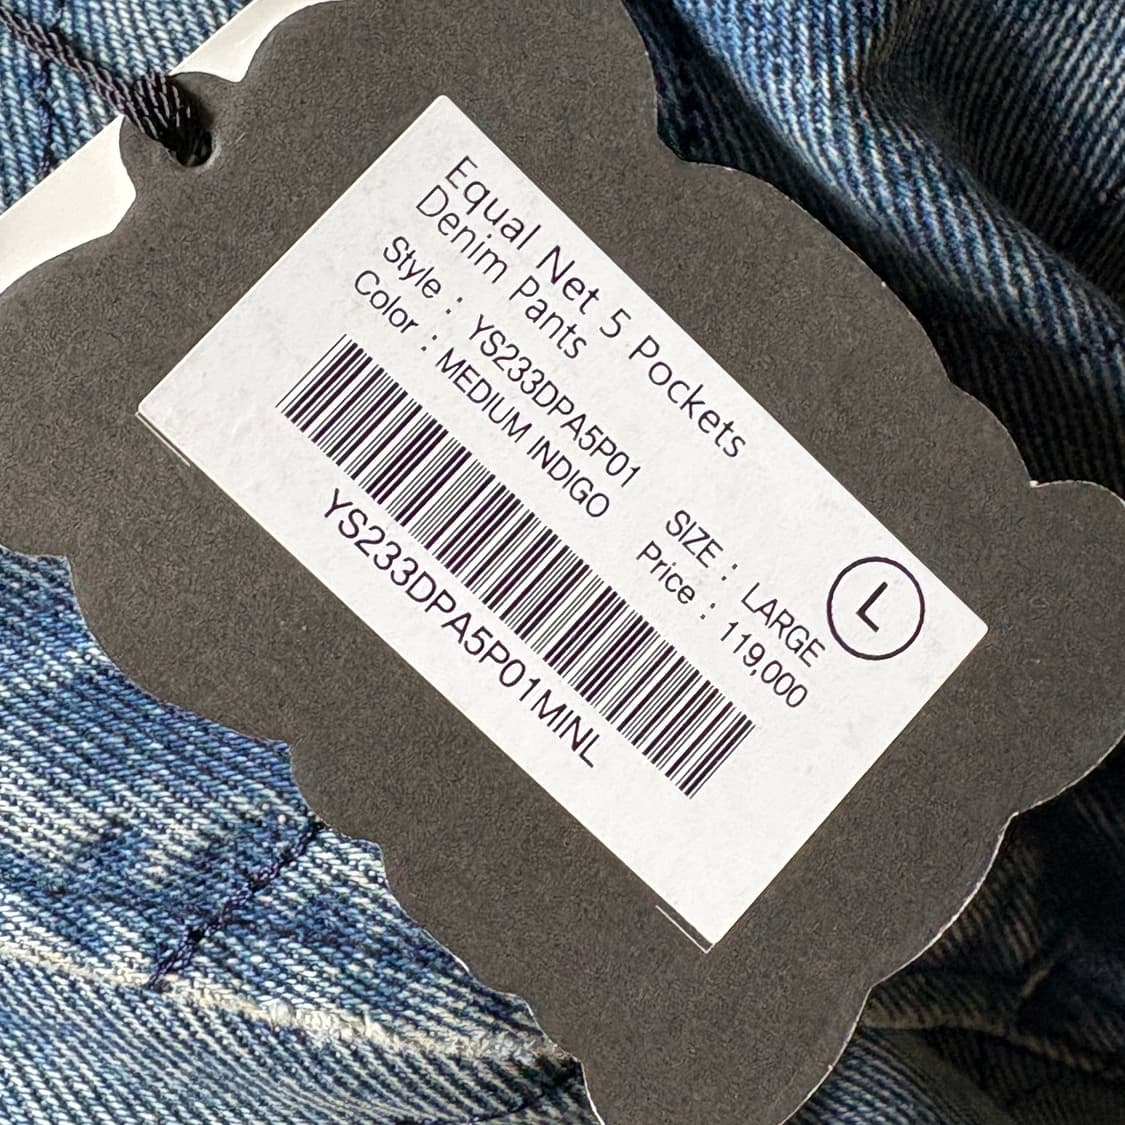 Equal Net 5 Pockets
Denim Pants
Style : YS233DPA5P01
Color : MEDIUM INDIGO
SIZE : LARGE
Price : 119,000
L
YS233DPA5P01MINL